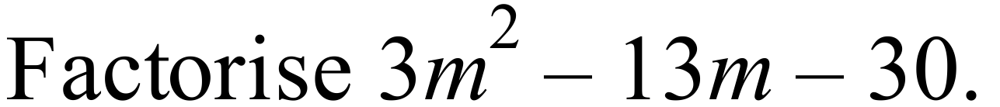 Factorise 3m² − 13m − 30.